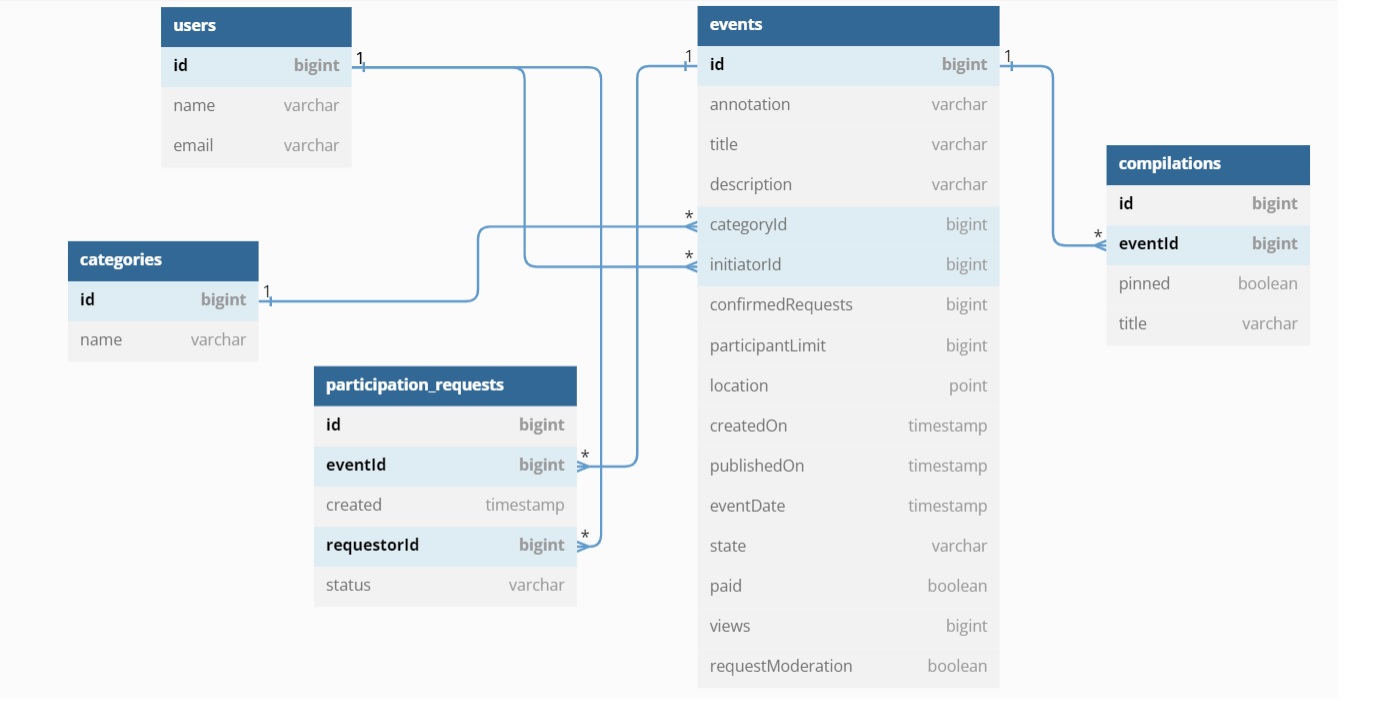 users
id bigint
name varchar
email varchar
1
categories
id bigint
name varchar
1
participation_requests
id bigint
eventId bigint
created timestamp
requestorId bigint
status varchar
*
*
events
id bigint
annotation varchar
title varchar
description varchar
categoryId bigint
initiatorId bigint
confirmedRequests bigint
participantLimit bigint
location point
createdOn timestamp
publishedOn timestamp
eventDate timestamp
state varchar
paid boolean
views bigint
requestModeration boolean
1
1
*
*
compilations
id bigint
eventId bigint
pinned boolean
title varchar
*